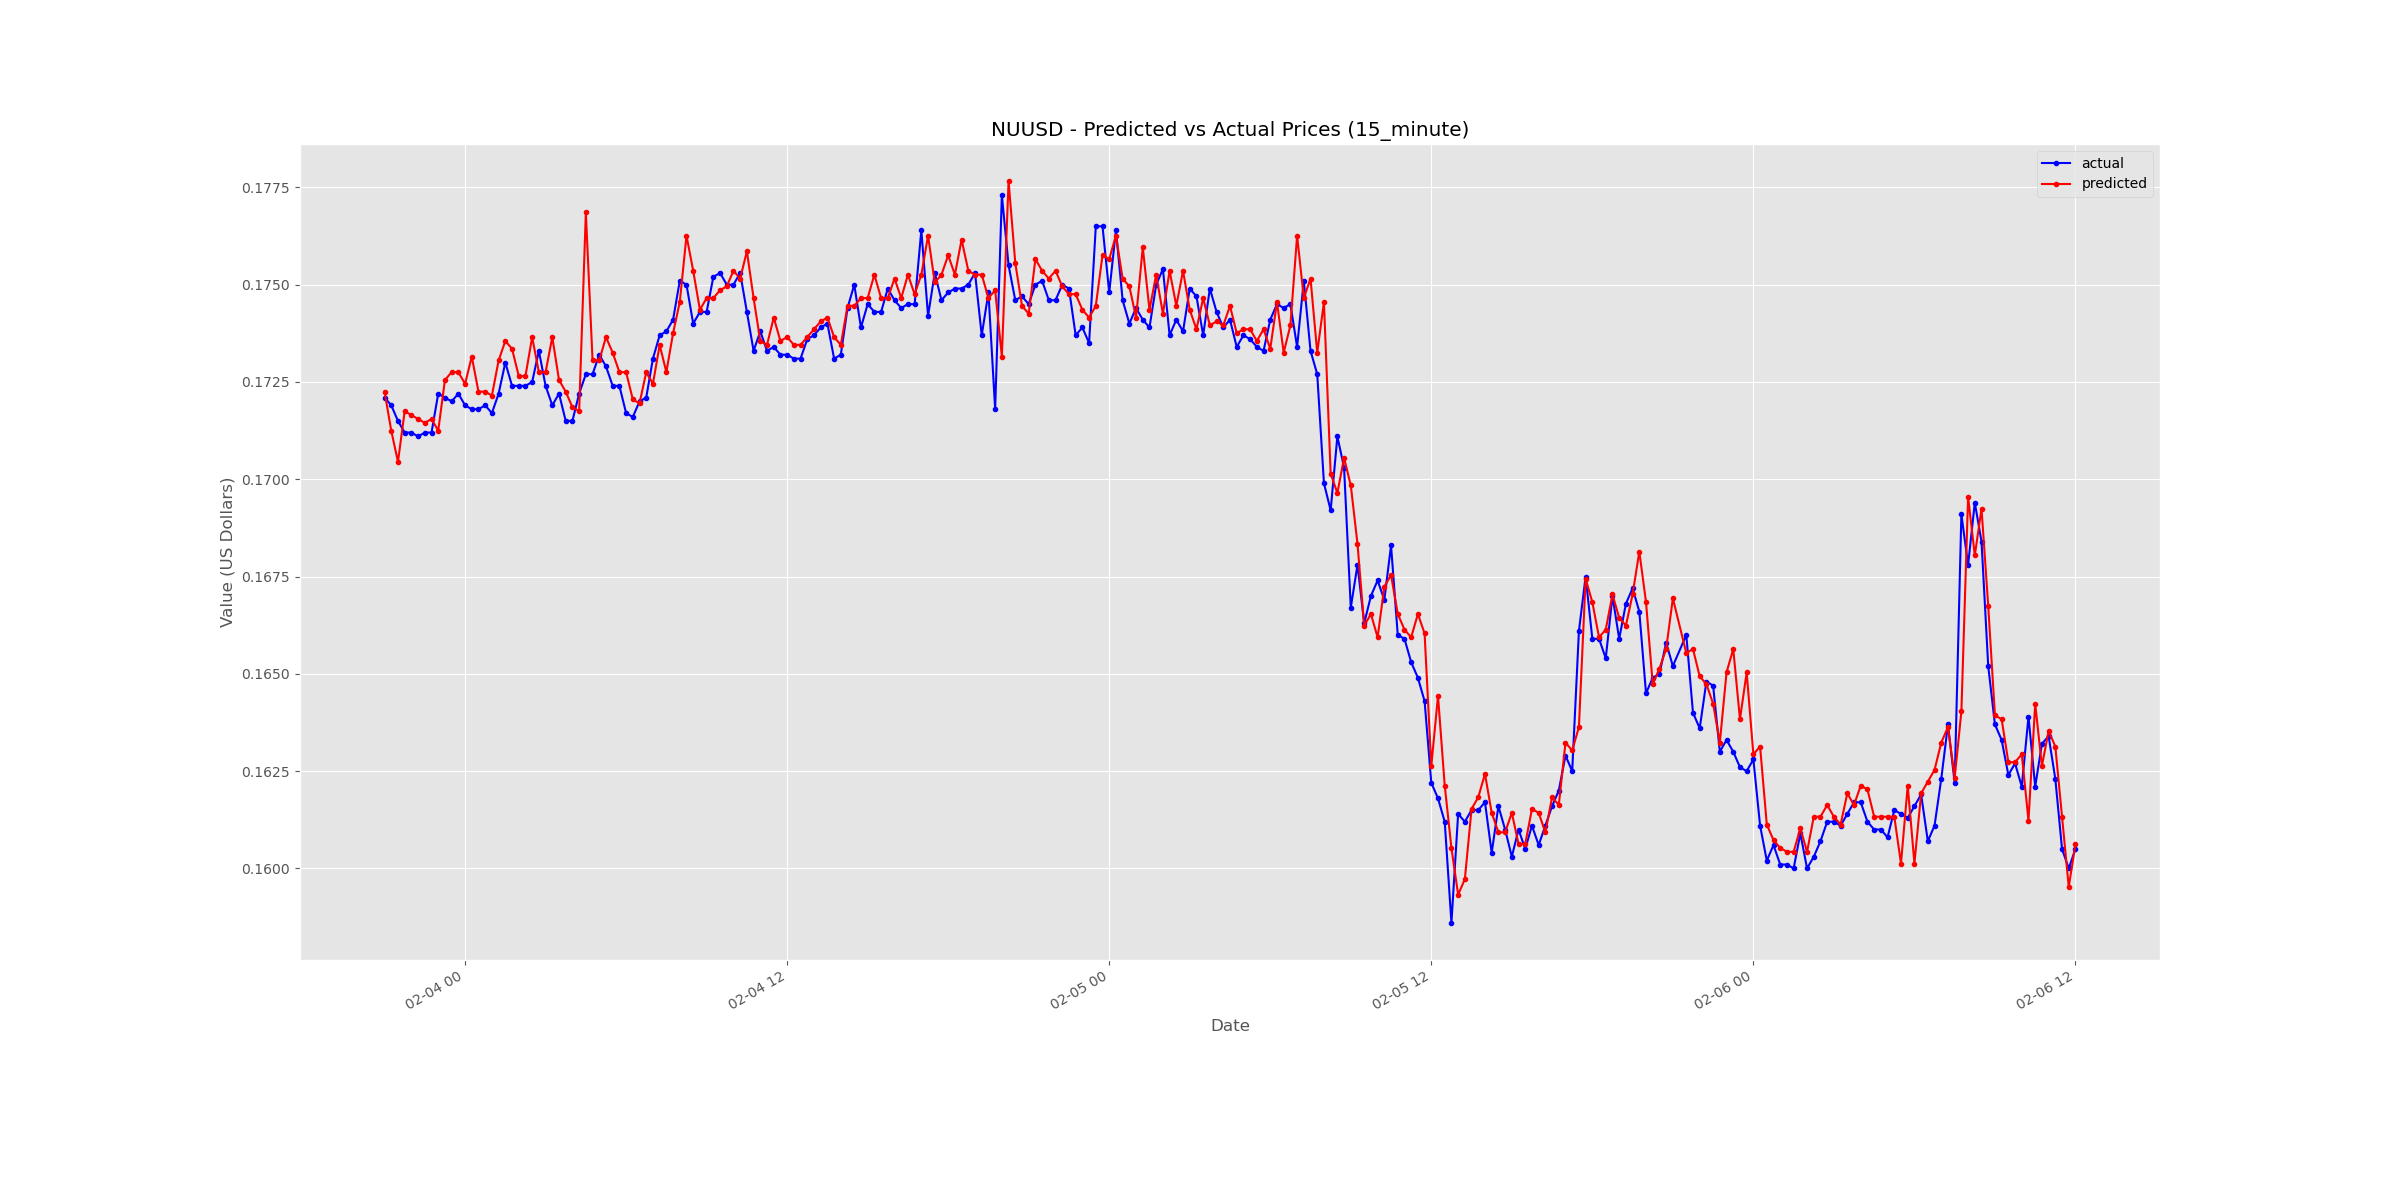 NUUSD - Predicted vs Actual Prices (15_minute)
actual
predicted
0.1775
0.1750
0.1725
0.1700
0.1675
0.1650
0.1625
0.1600
Value (US Dollars)
02-04 00
02-04 12
02-05 00
02-05 12
02-06 00
02-06 12
Date